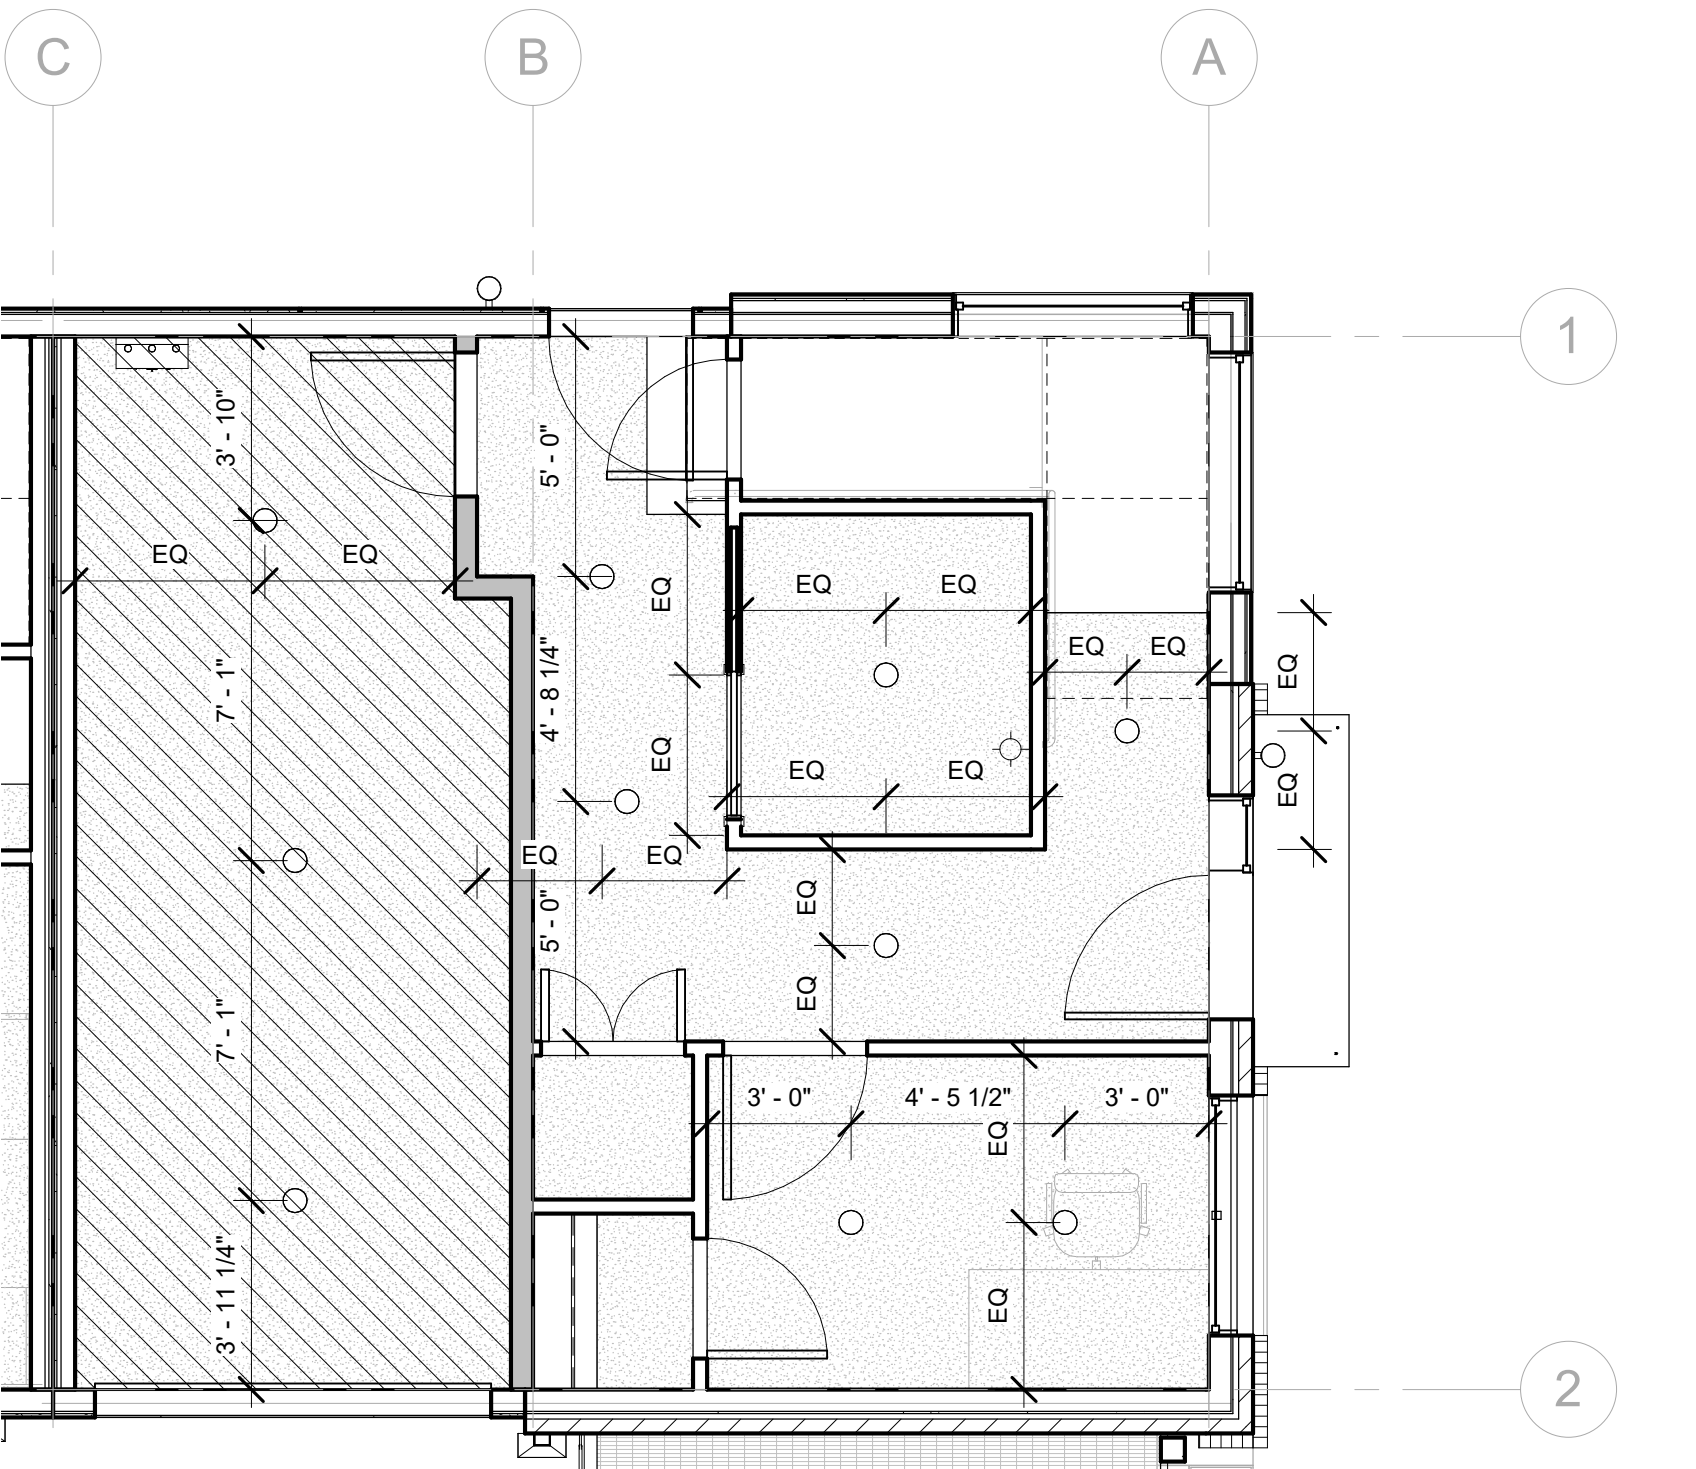 C
B
A
1
3' - 10"
5' - 0"
EQ
EQ
EQ
EQ
EQ
EQ
EQ
EQ
7' - 1"
4' - 8 1/4"
EQ
EQ
EQ
EQ
EQ
EQ
EQ
5' - 0"
EQ
EQ
7' - 1"
3' - 0"
4' - 5 1/2"
3' - 0"
EQ
3' - 11 1/4"
EQ
2